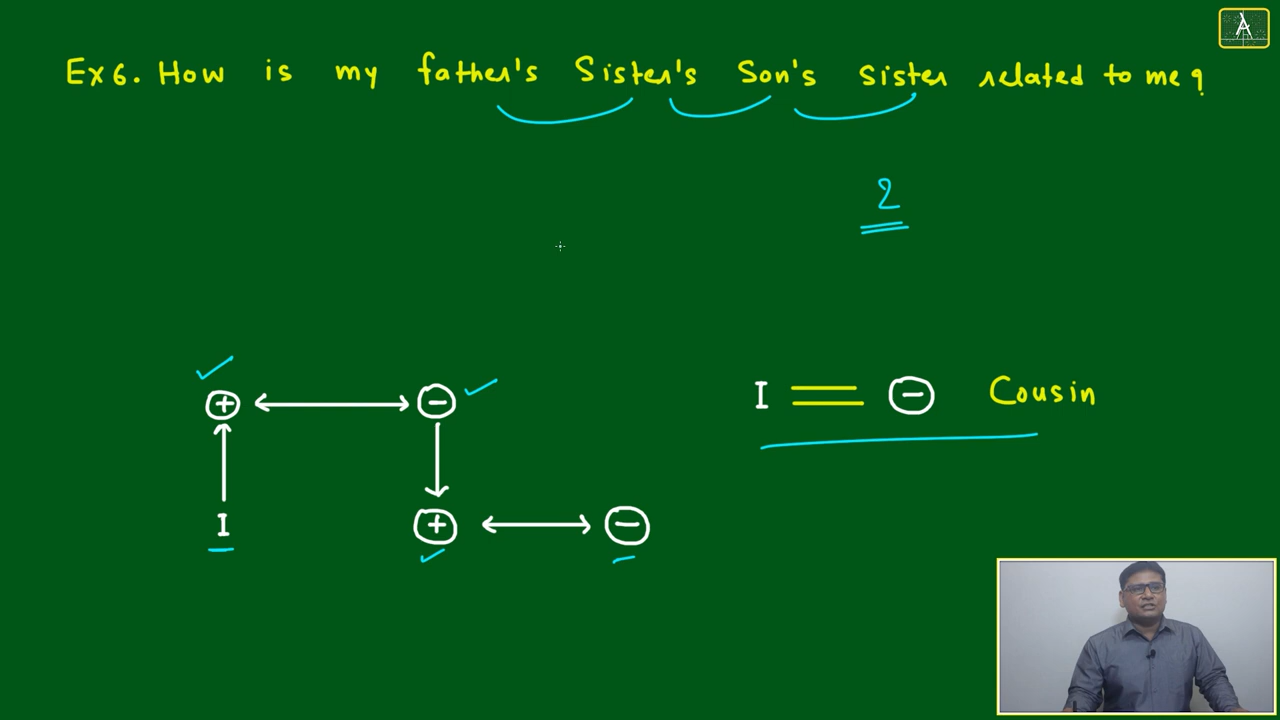 Ex6. How is my father's Sister's Son's sister related to me?
2
+ -
I = - Cousin
I + -